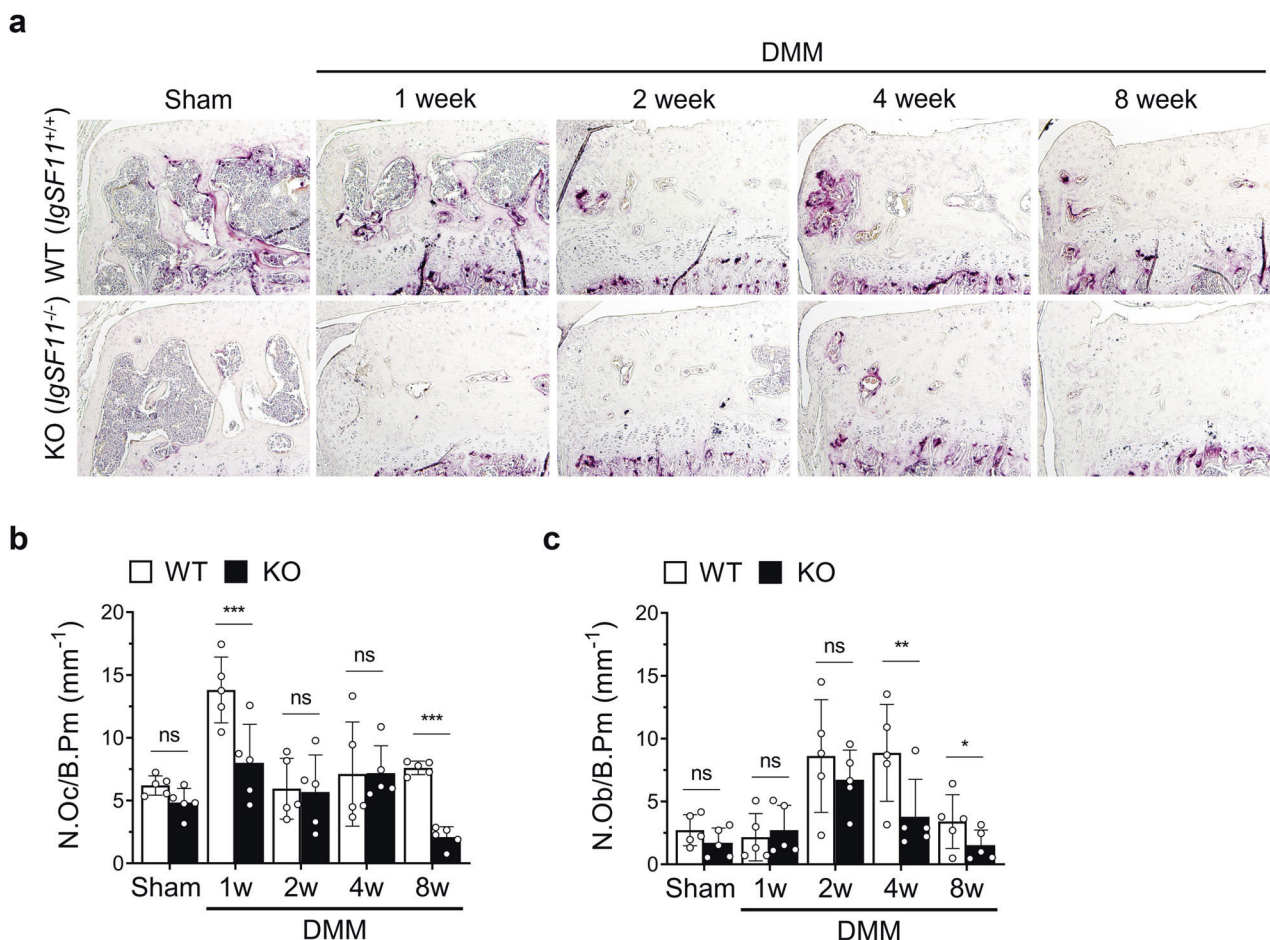 a
DMM
Sham 1 week 2 week 4 week 8 week
WT (IgSF11+/+)
KO (IgSF11-/-)
b
WT KO
N.Oc/B.Pm (mm⁻¹)
20
15
10
5
0
ns *** ns ns ***
Sham 1w 2w 4w 8w
DMM
c
WT KO
N.Ob/B.Pm (mm⁻¹)
20
15
10
5
0
ns ns ns ** *
Sham 1w 2w 4w 8w
DMM